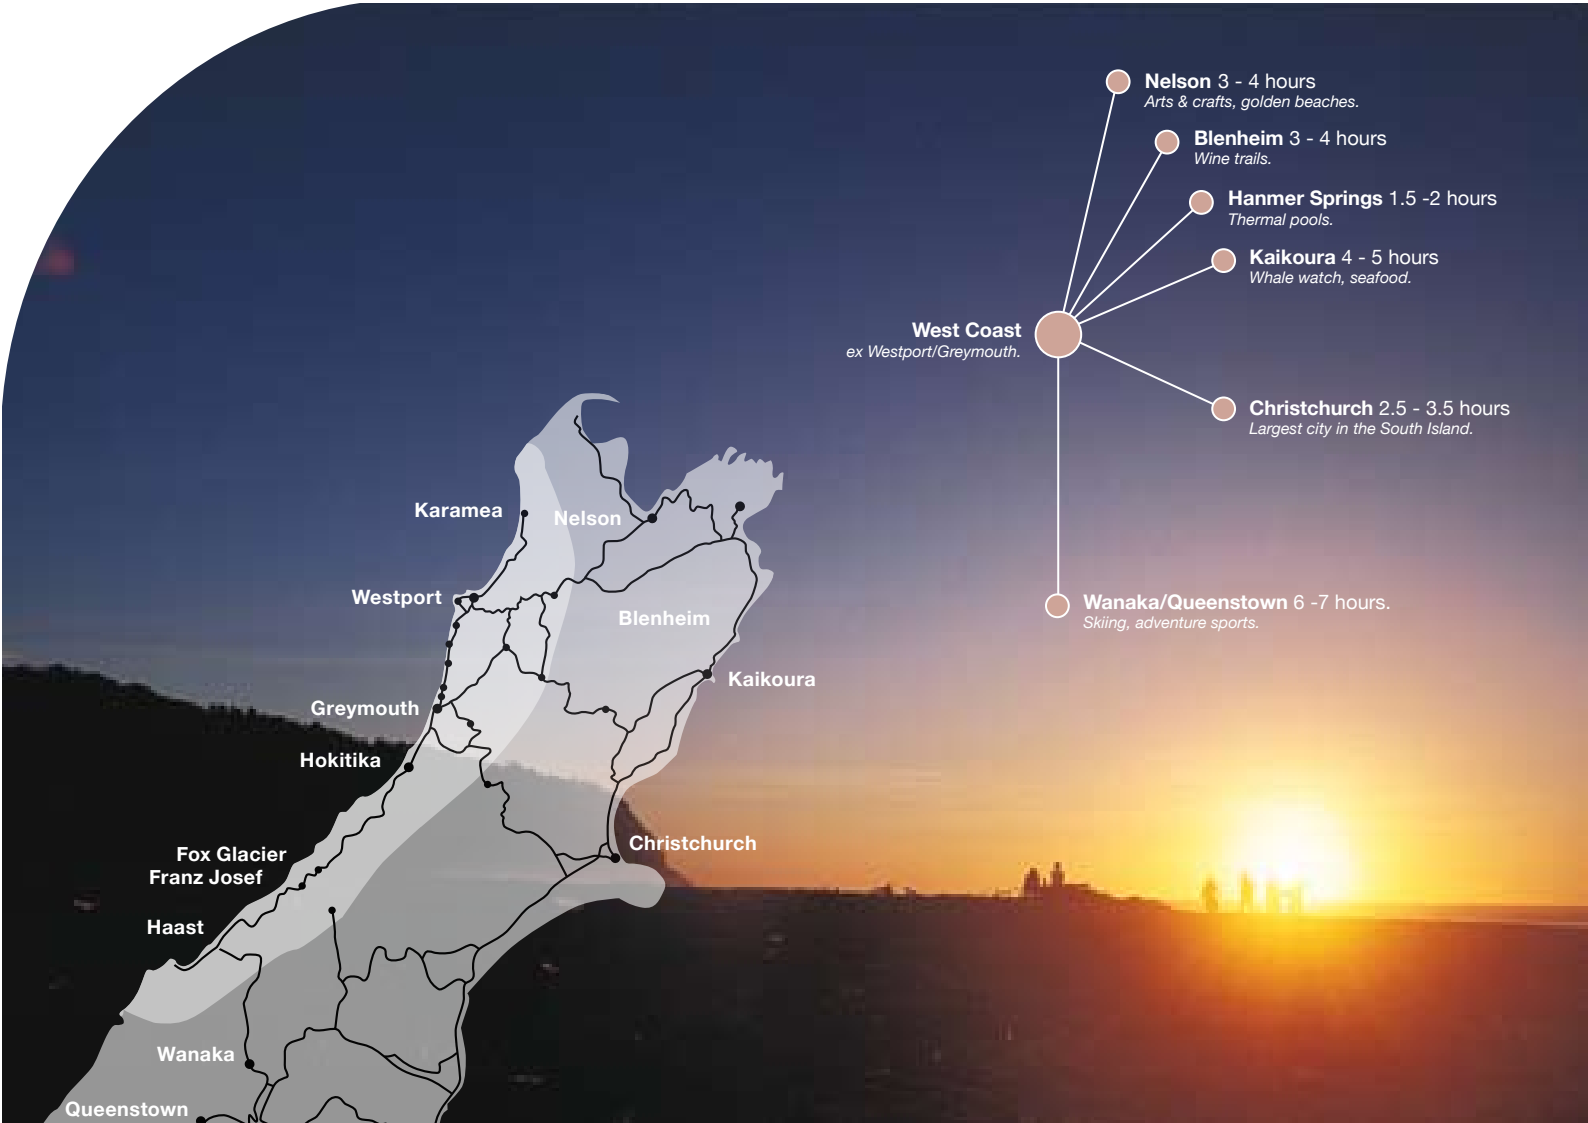 Nelson 3 - 4 hours
Arts & crafts, golden beaches.
Blenheim 3 - 4 hours
Wine trails.
Hanmer Springs 1.5 -2 hours
Thermal pools.
Kaikoura 4 - 5 hours
Whale watch, seafood.
West Coast
ex Westport/Greymouth.
Christchurch 2.5 - 3.5 hours
Largest city in the South Island.
Wanaka/Queenstown 6 -7 hours.
Skiing, adventure sports.
Karamea
Nelson
Westport
Blenheim
Kaikoura
Greymouth
Hokitika
Christchurch
Fox Glacier
Franz Josef
Haast
Wanaka
Queenstown